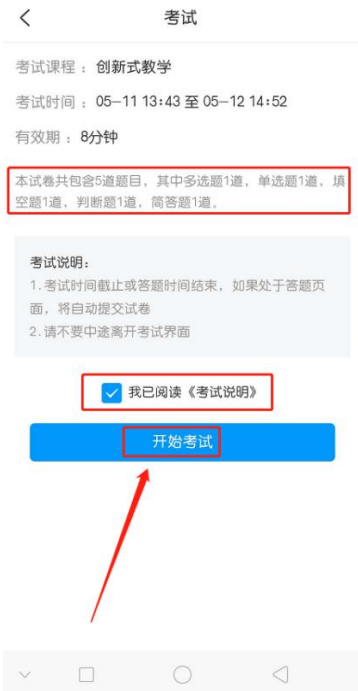 考试
考试课程 ： 创新式教学
考试时间 ： 05-11 13:43 至 05-12 14:52
有效期 ： 8分钟
本试卷共包含5道题目，其中多选题1道，单选题1道，填
空题1道，判断题1道，简答题1道。
考试说明：
1.考试时间截止或答题时间结束，如果处于答题页
面，将自动提交试卷
2.请不要中途离开考试界面
我已阅读《考试说明》
开始考试